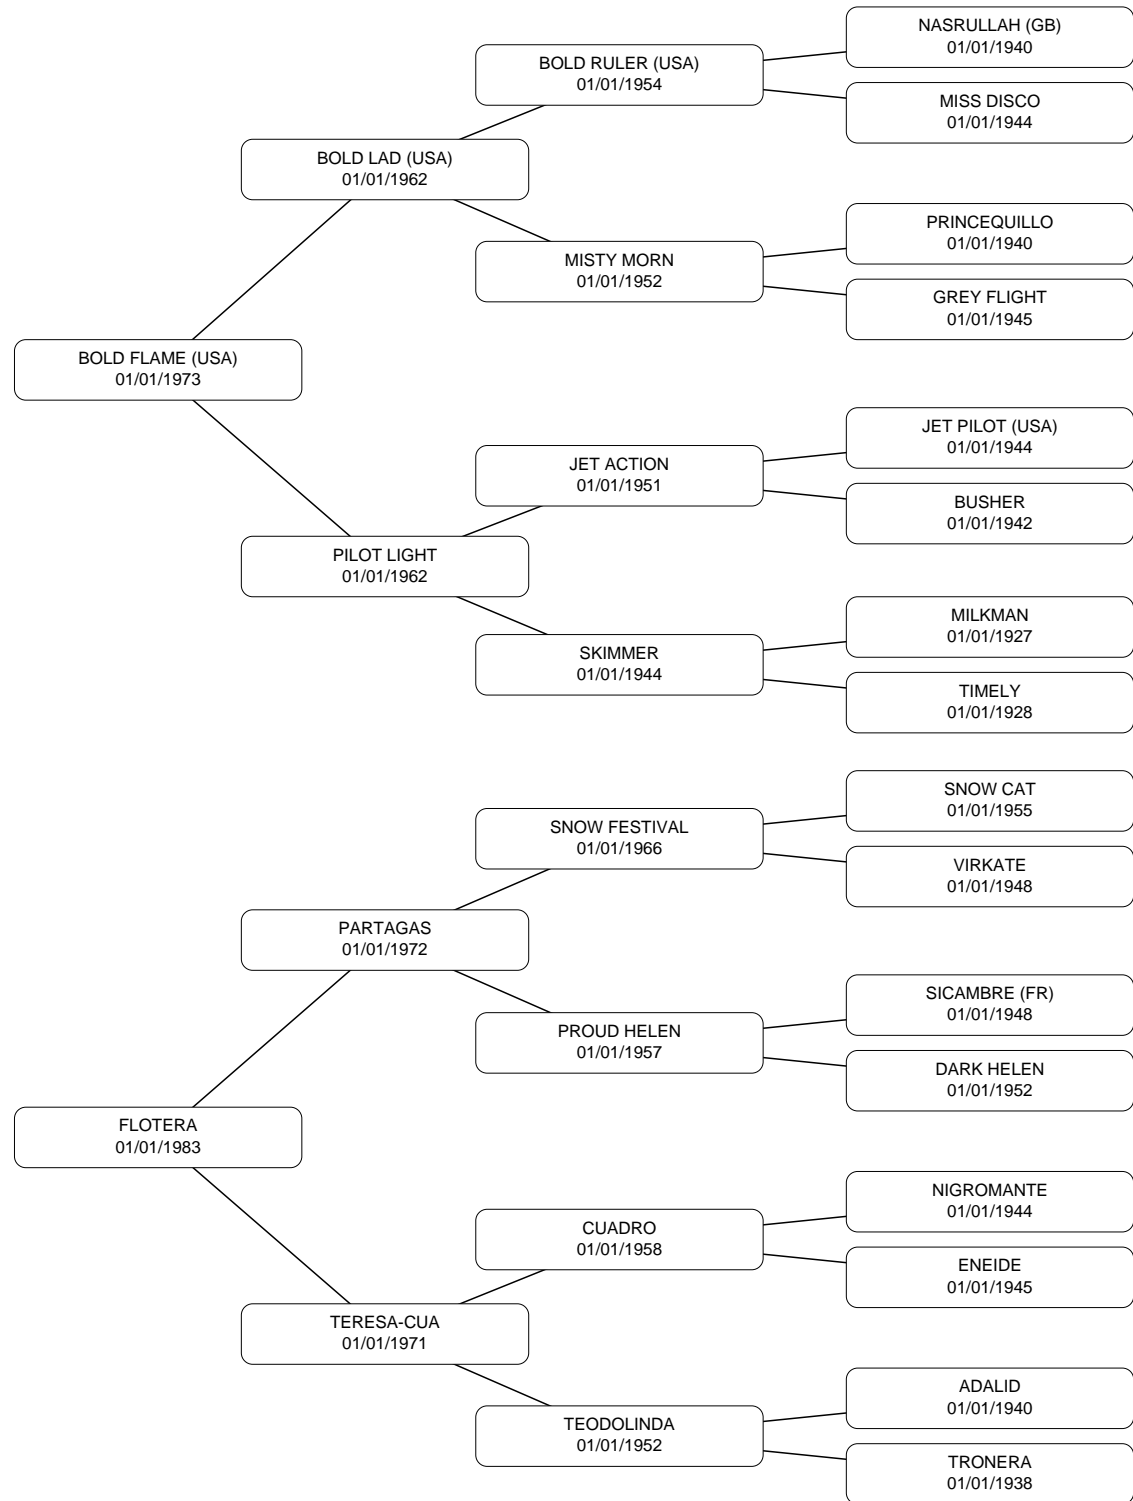 NASRULLAH (GB)
01/01/1940
BOLD RULER (USA)
01/01/1954
MISS DISCO
01/01/1944
BOLD LAD (USA)
01/01/1962
PRINCEQUILLO
01/01/1940
MISTY MORN
01/01/1952
GREY FLIGHT
01/01/1945
BOLD FLAME (USA)
01/01/1973
JET PILOT (USA)
01/01/1944
JET ACTION
01/01/1951
BUSHER
01/01/1942
PILOT LIGHT
01/01/1962
MILKMAN
01/01/1927
SKIMMER
01/01/1944
TIMELY
01/01/1928
SNOW CAT
01/01/1955
SNOW FESTIVAL
01/01/1966
VIRKATE
01/01/1948
PARTAGAS
01/01/1972
SICAMBRE (FR)
01/01/1948
PROUD HELEN
01/01/1957
DARK HELEN
01/01/1952
FLOTERA
01/01/1983
NIGROMANTE
01/01/1944
CUADRO
01/01/1958
ENEIDE
01/01/1945
TERESA-CUA
01/01/1971
ADALID
01/01/1940
TEODOLINDA
01/01/1952
TRONERA
01/01/1938